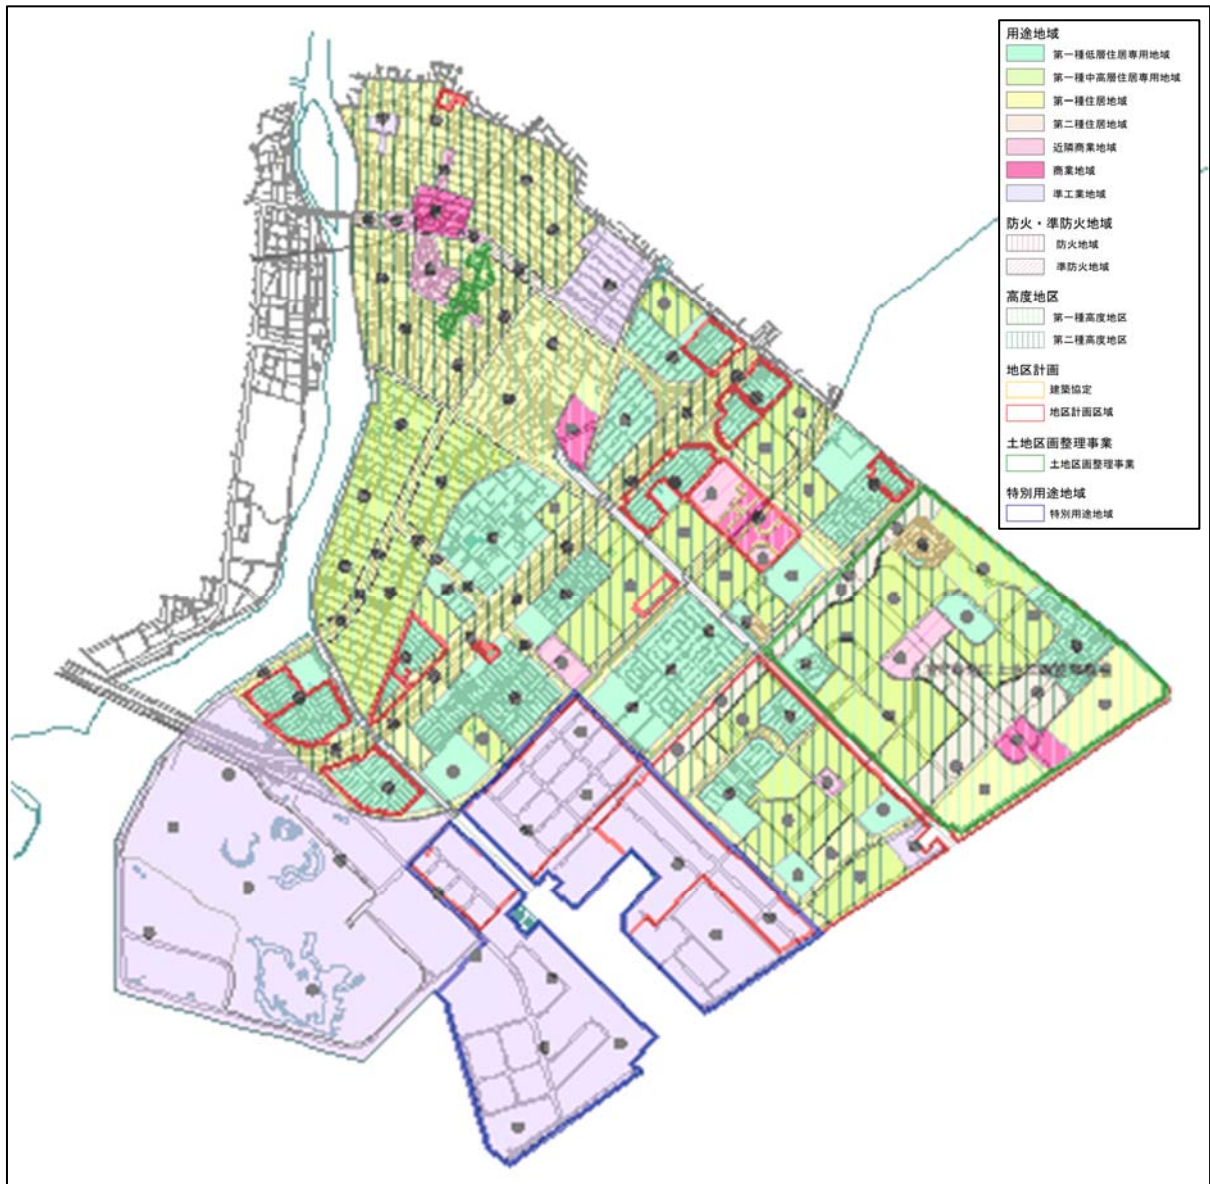 用途地域
第一種低層住居専用地域
第一種中高層住居専用地域
第一種住居地域
第二種住居地域
近隣商業地域
商業地域
準工業地域
防火・準防火地域
防火地域
準防火地域
高度地区
第一種高度地区
第二種高度地区
地区計画
建築協定
地区計画区域
土地区画整理事業
土地区画整理事業
特別用途地域
特別用途地域